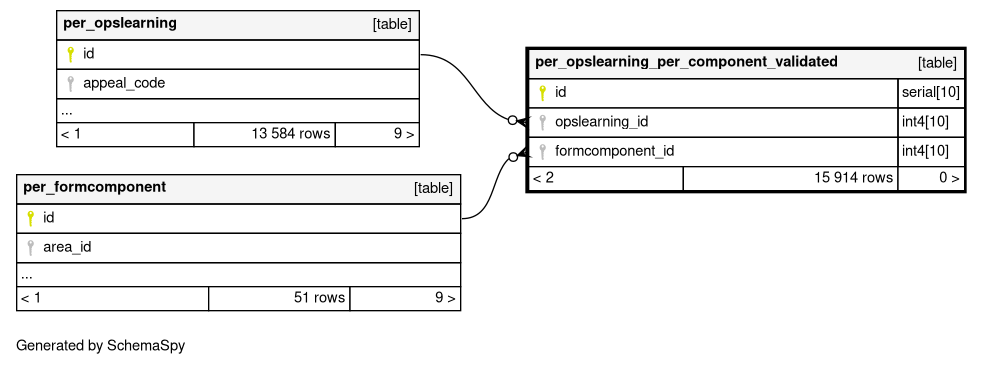 per_opslearning [table]
id
appeal_code
...
< 1 13 584 rows 9 >
per_opslearning_per_component_validated [table]
id serial[10]
opslearning_id int4[10]
formcomponent_id int4[10]
< 2 15 914 rows 0 >
per_formcomponent [table]
id
area_id
...
< 1 51 rows 9 >
Generated by SchemaSpy